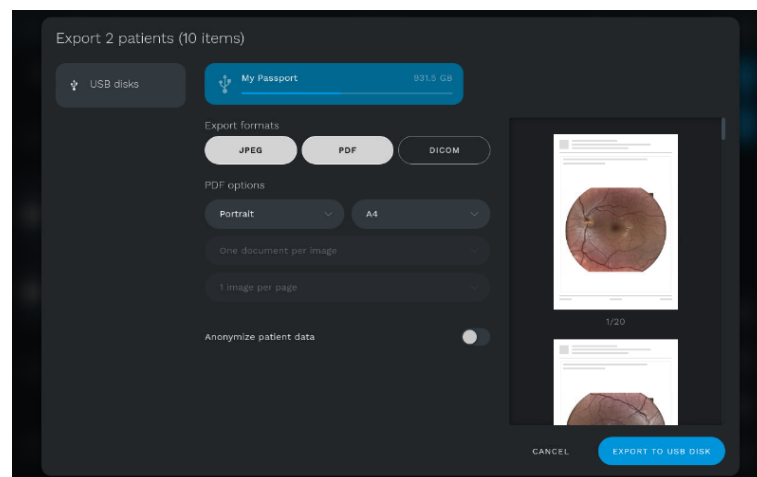 Export 2 patients (10 items)
USB disks
My Passport 931.5 GB
Export formats
JPEG PDF DICOM
PDF options
Portrait A4
One document per image
1 image per page
Anonymize patient data
1/20
CANCEL EXPORT TO USB DISK